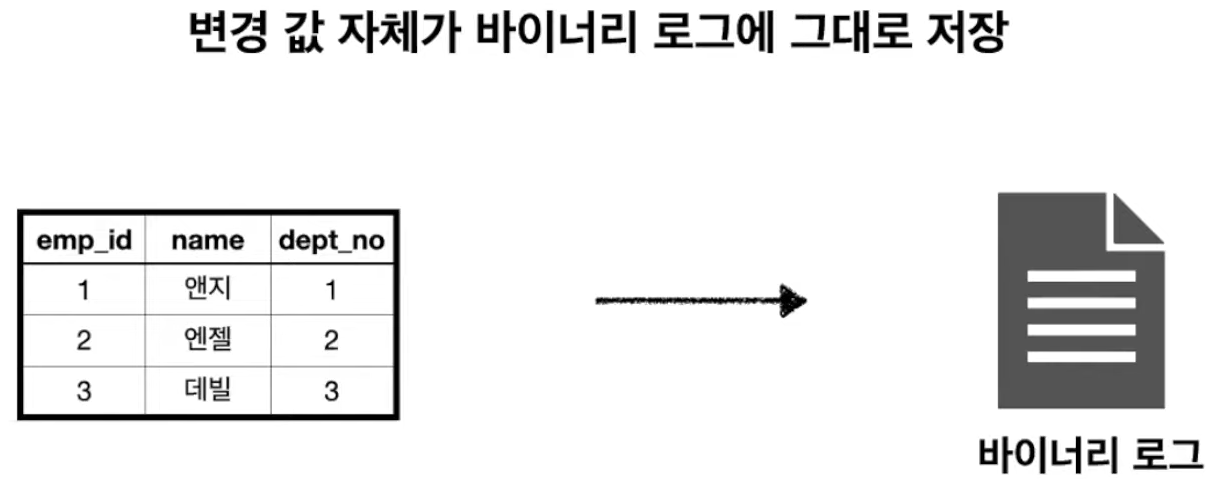 변경 값 자체가 바이너리 로그에 그대로 저장
emp_id name dept_no
1 앤지 1
2 엔젤 2
3 데빌 3
바이너리 로그